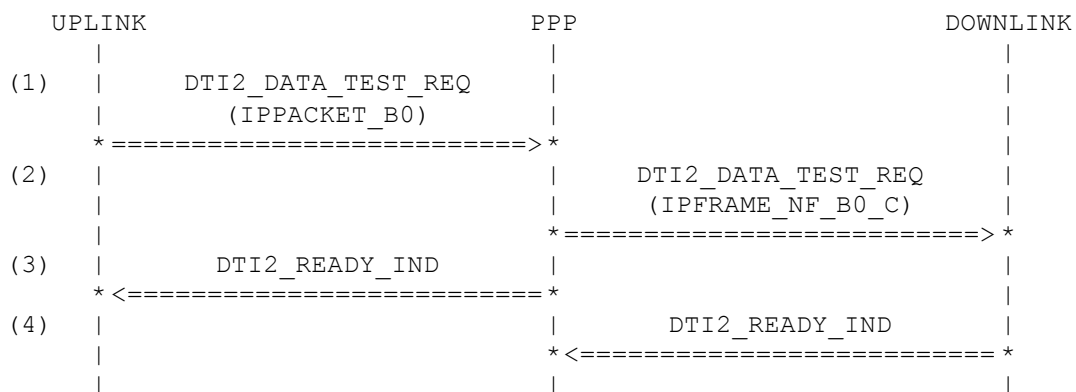 UPLINK PPP DOWNLINK
(1) DTI2_DATA_TEST_REQ
(IPPACKET_B0)
(2) DTI2_DATA_TEST_REQ
(IPFRAME_NF_B0_C)
(3) DTI2_READY_IND
(4) DTI2_READY_IND